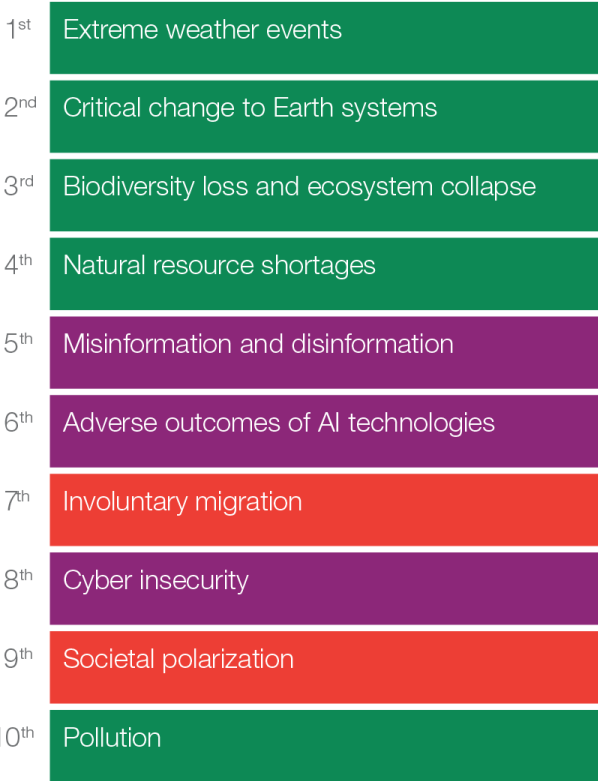 1st Extreme weather events
2nd Critical change to Earth systems
3rd Biodiversity loss and ecosystem collapse
4th Natural resource shortages
5th Misinformation and disinformation
6th Adverse outcomes of AI technologies
7th Involuntary migration
8th Cyber insecurity
9th Societal polarization
10th Pollution